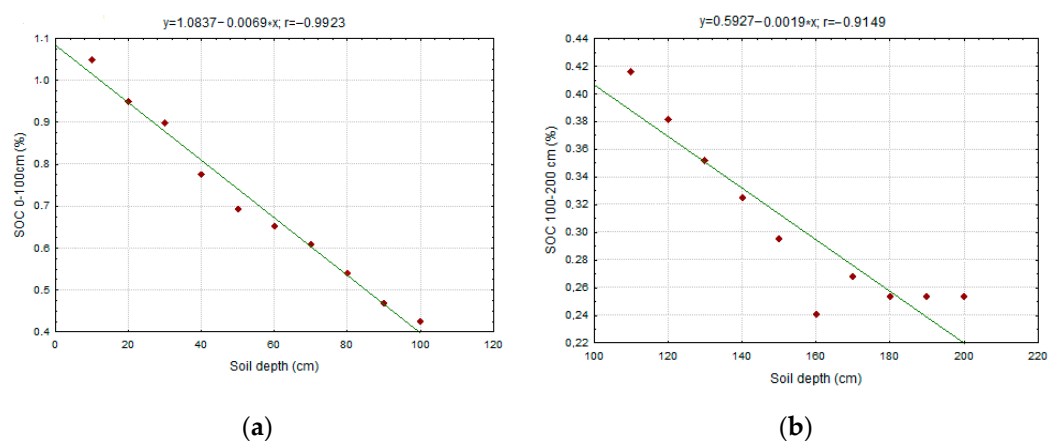 y=1.0837−0.0069*x; r=−0.9923
1.1
1.0
0.9
0.8
0.7
0.6
0.5
0.4
SOC 0-100cm (%)
0 20 40 60 80 100 120
Soil depth (cm)
(a)
y=0.5927−0.0019*x; r=−0.9149
0.44
0.42
0.40
0.38
0.36
0.34
0.32
0.30
0.28
0.26
0.24
0,22
SOC 100-200 cm (%)
100 120 140 160 180 200 220
Soil depth (cm)
(b)